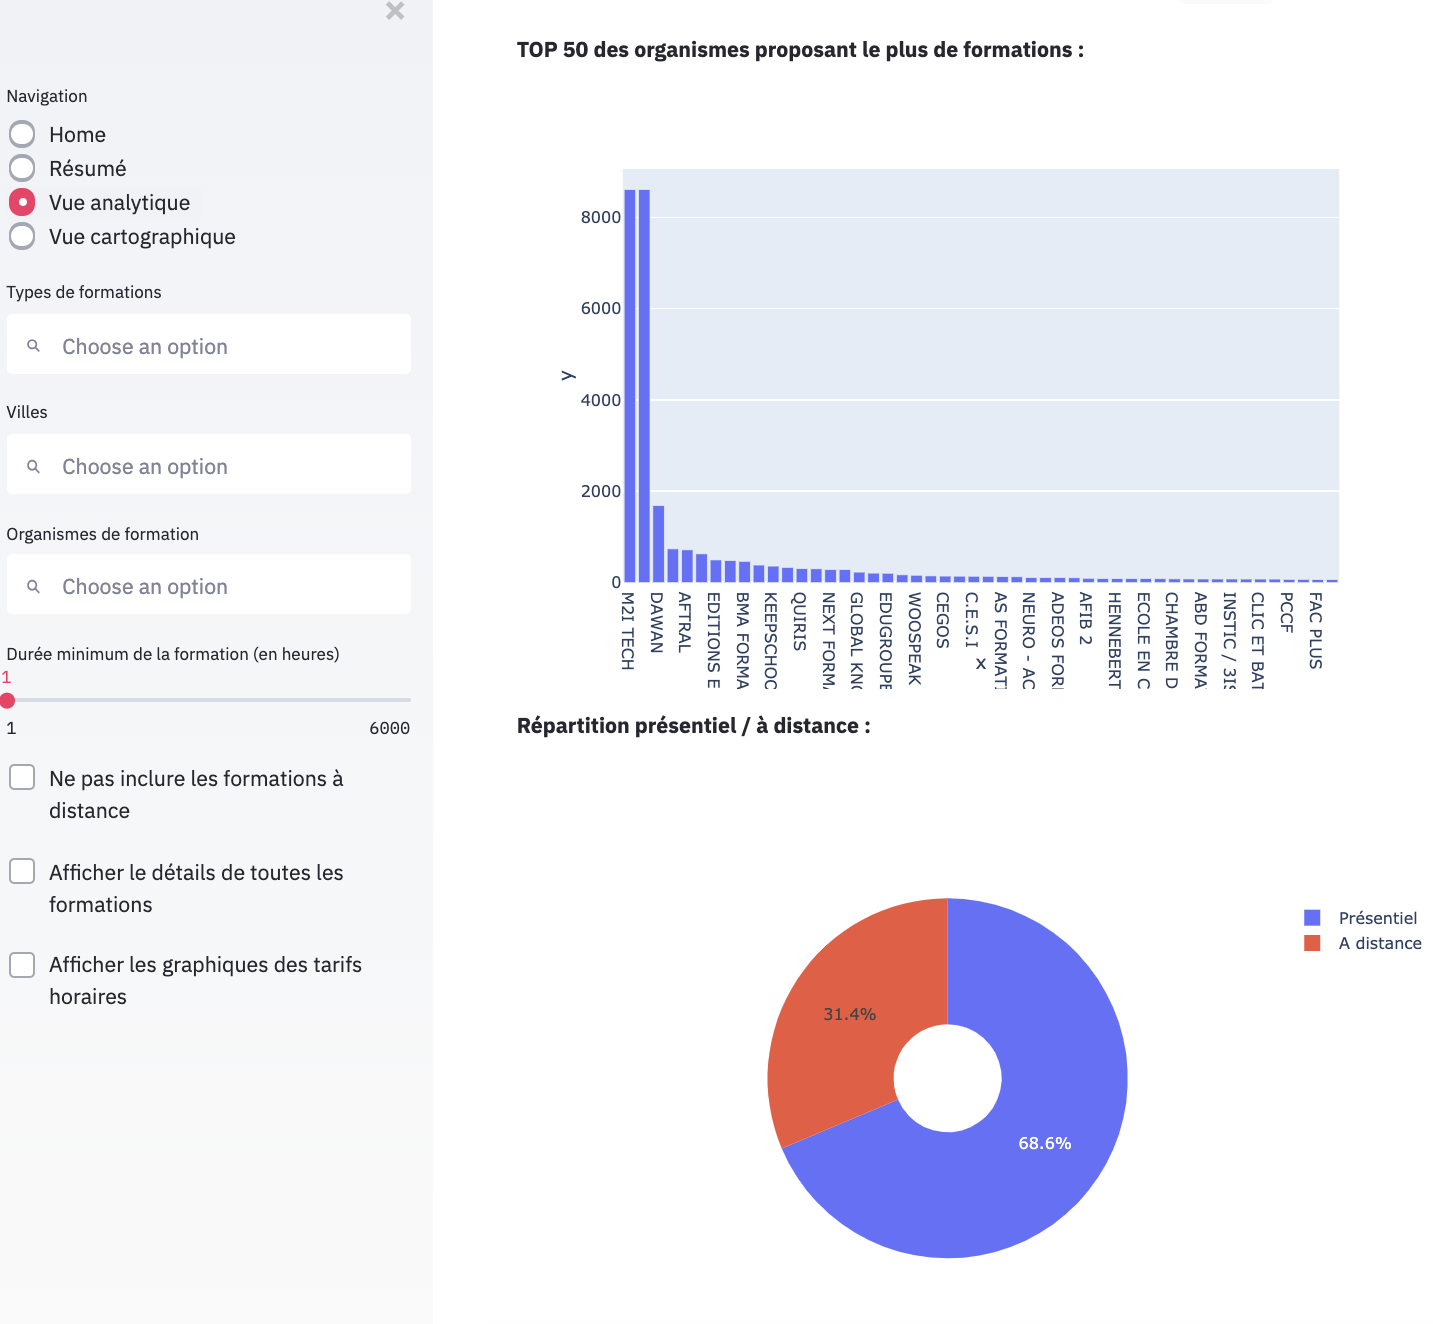 Navigation
Home
Résumé
Vue analytique
Vue cartographique
Types de formations
Choose an option
Villes
Choose an option
Organismes de formation
Choose an option
Durée minimum de la formation (en heures)
1
1 6000
Ne pas inclure les formations à
distance
Afficher le détails de toutes les
formations
Afficher les graphiques des tarifs
horaires
TOP 50 des organismes proposant le plus de formations :
8000
6000
4000
2000
0
y
M2I TECH
DAWAN
AFTRAL
EDITIONS E
BMA FORMA
KEEPSCHOC
QUIRIS
NEXT FORM
GLOBAL KN
EDUGROUPE
WOOSPEAK
CEGOS
C.E.S.I
AS FORMAT
NEURO - AC
ADEOS FOR
AFIB 2
HENNEBERT
ECOLE EN C
CHAMBRE D
ABD FORMA
INSTIC / 3IS
CLIC ET BAT
PCCF
FAC PLUS
x
Répartition présentiel / à distance :
31.4%
68.6%
Présentiel
A distance